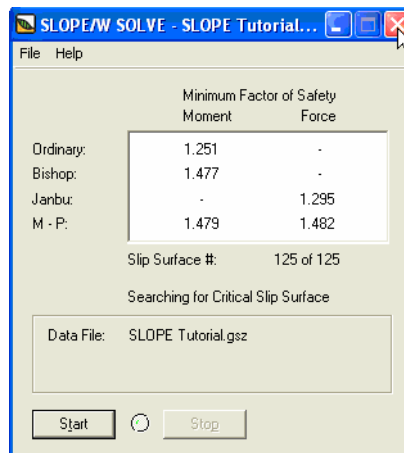 SLOPE/W SOLVE - SLOPE Tutorial...
File Help
Minimum Factor of Safety
Moment Force
Ordinary: 1.251 -
Bishop: 1.477 -
Janbu: - 1.295
M - P: 1.479 1.482
Slip Surface #: 125 of 125
Searching for Critical Slip Surface
Data File: SLOPE Tutorial.gsz
Start Stop